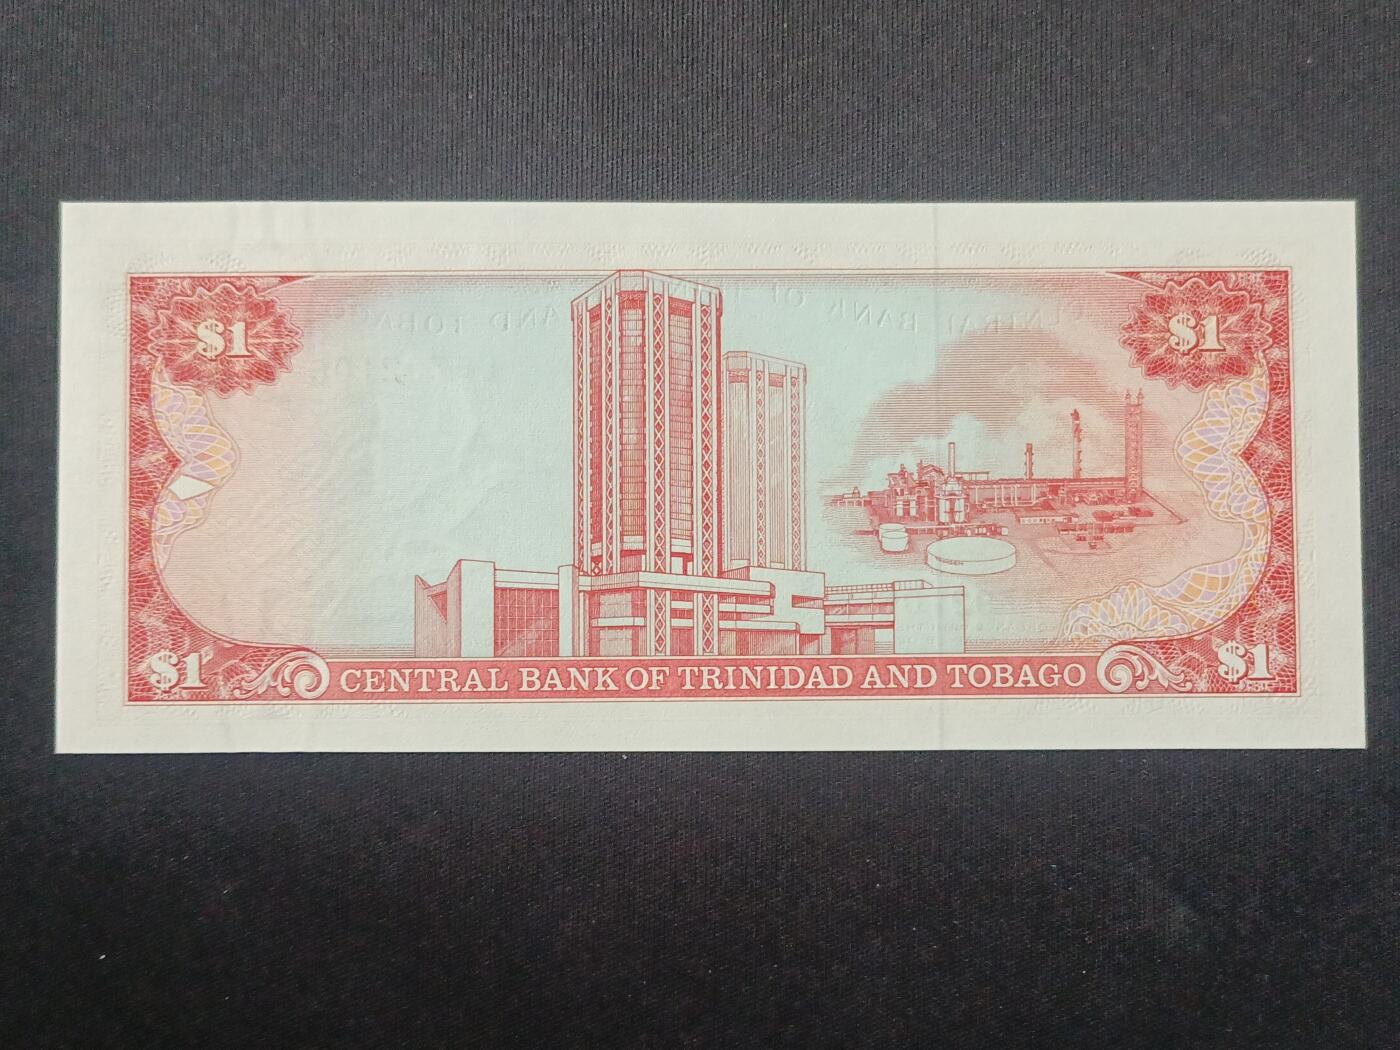 $1 $1
$1 CENTRAL BANK OF TRINIDAD AND TOBAGO $1